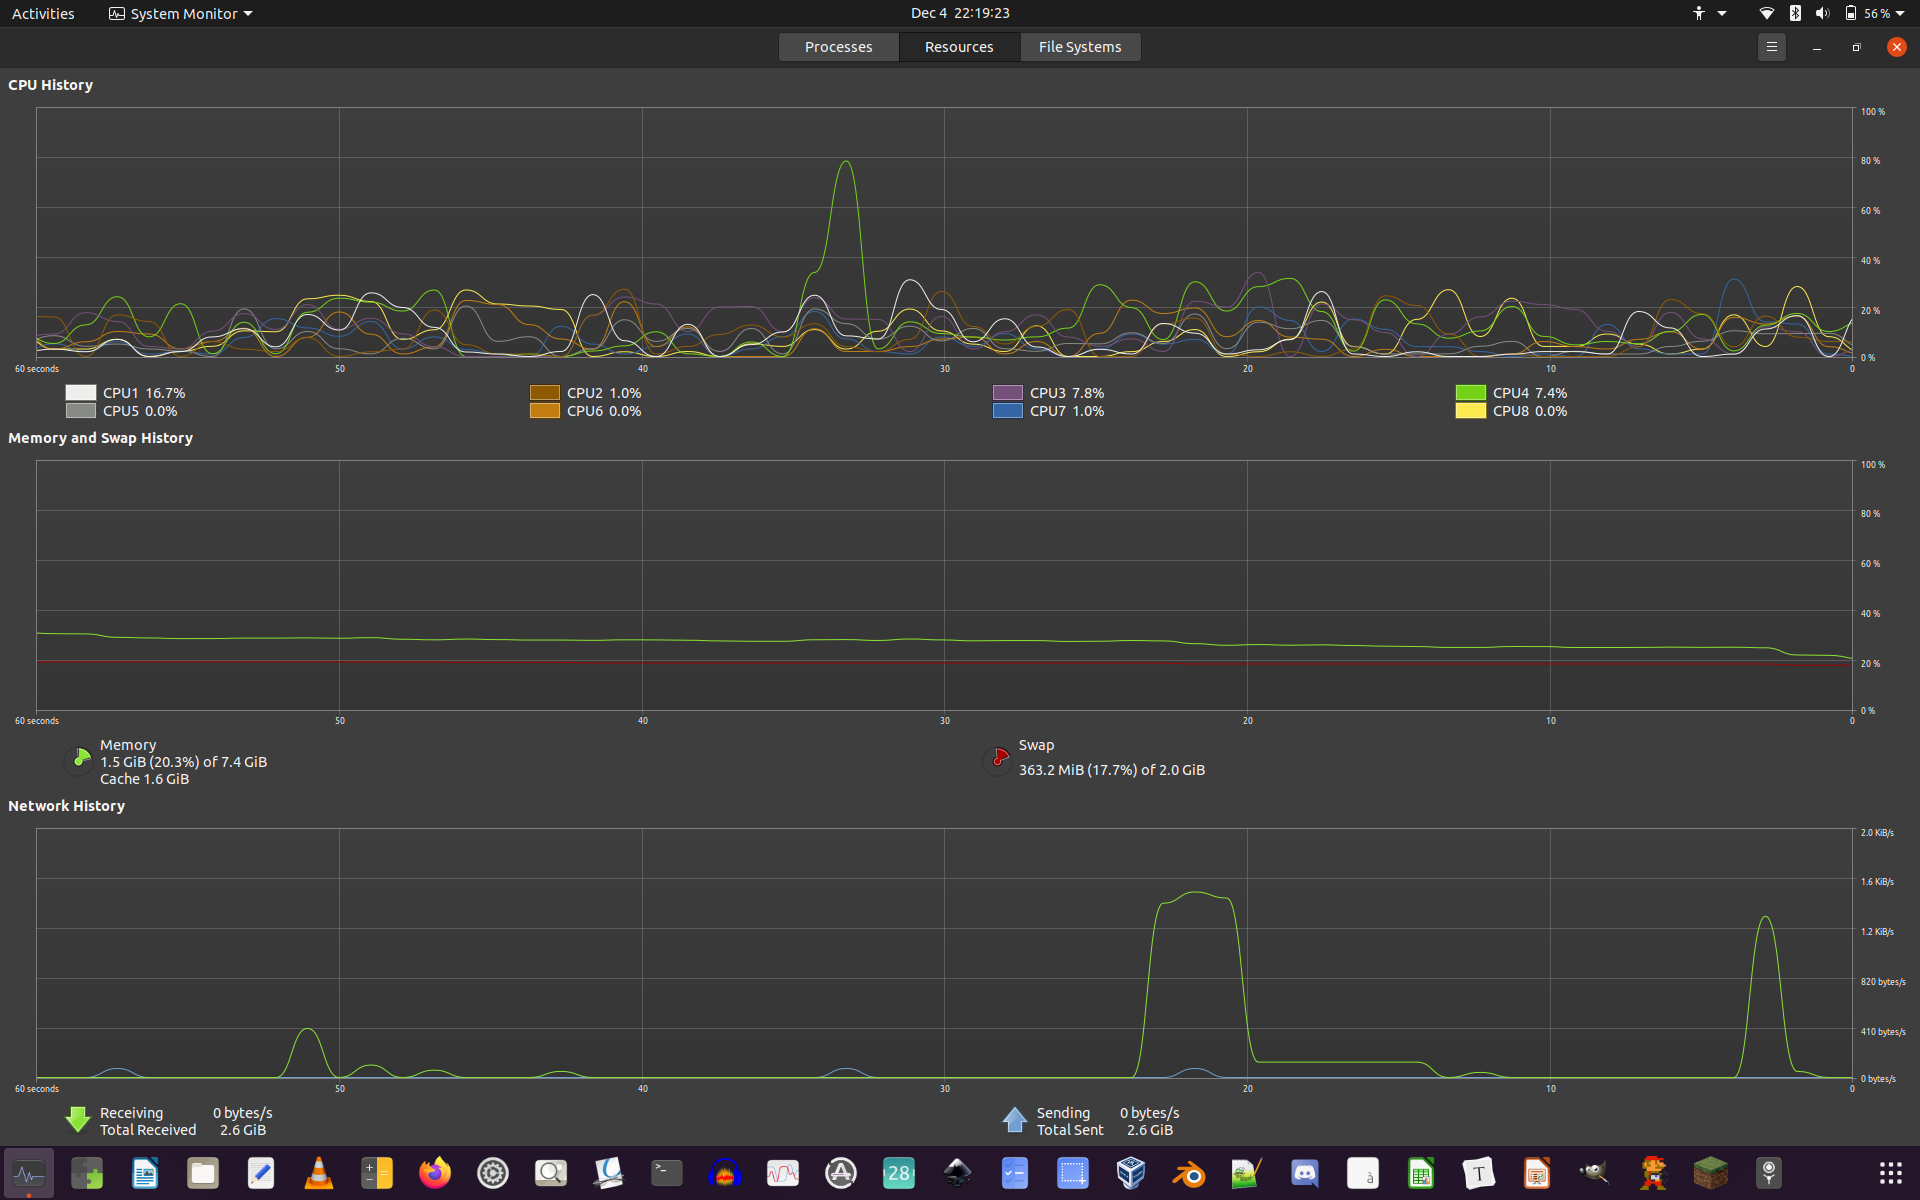 Activities System Monitor Dec 4 22:19:23 56 %
Processes Resources File Systems
CPU History
100 %
80 %
60 %
40 %
20 %
0 %
60 seconds 50 40 30 20 10 0
CPU1 16.7% CPU2 1.0% CPU3 7.8% CPU4 7.4%
CPU5 0.0% CPU6 0.0% CPU7 1.0% CPU8 0.0%
Memory and Swap History
100 %
80 %
60 %
40 %
20 %
0 %
60 seconds 50 40 30 20 10 0
Memory
1.5 GiB (20.3%) of 7.4 GiB
Cache 1.6 GiB
Swap
363.2 MiB (17.7%) of 2.0 GiB
Network History
2.0 KiB/s
1.6 KiB/s
1.2 KiB/s
820 bytes/s
410 bytes/s
0 bytes/s
60 seconds 50 40 30 20 10 0
Receiving 0 bytes/s
Total Received 2.6 GiB
Sending 0 bytes/s
Total Sent 2.6 GiB
28 à T